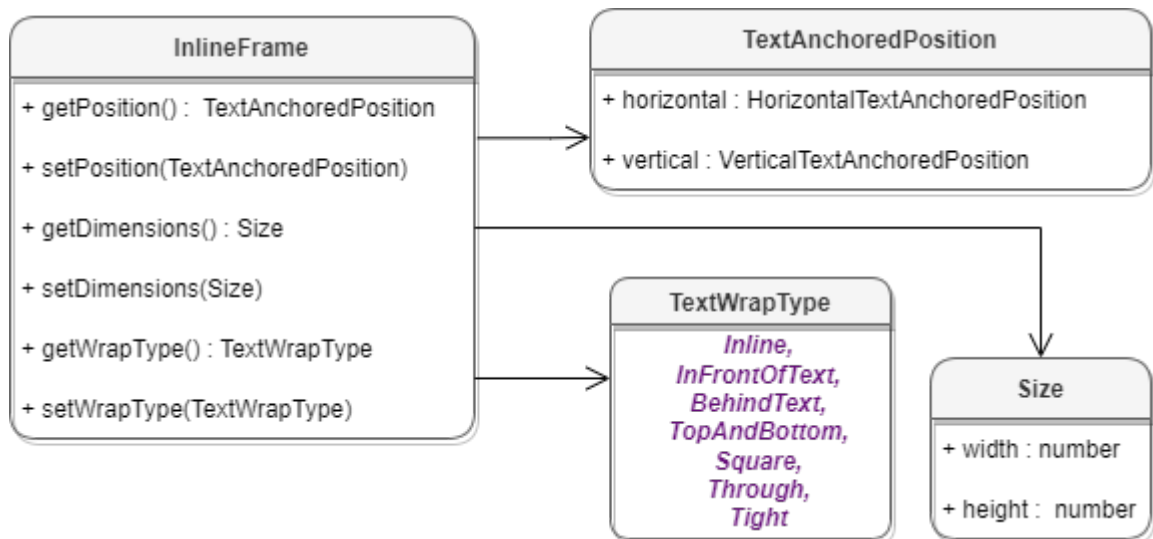 InlineFrame
+ getPosition() : TextAnchoredPosition
+ setPosition(TextAnchoredPosition)
+ getDimensions() : Size
+ setDimensions(Size)
+ getWrapType() : TextWrapType
+ setWrapType(TextWrapType)
TextAnchoredPosition
+ horizontal : HorizontalTextAnchoredPosition
+ vertical : VerticalTextAnchoredPosition
TextWrapType
Inline,
InFrontOfText,
BehindText,
TopAndBottom,
Square,
Through,
Tight
Size
+ width : number
+ height : number